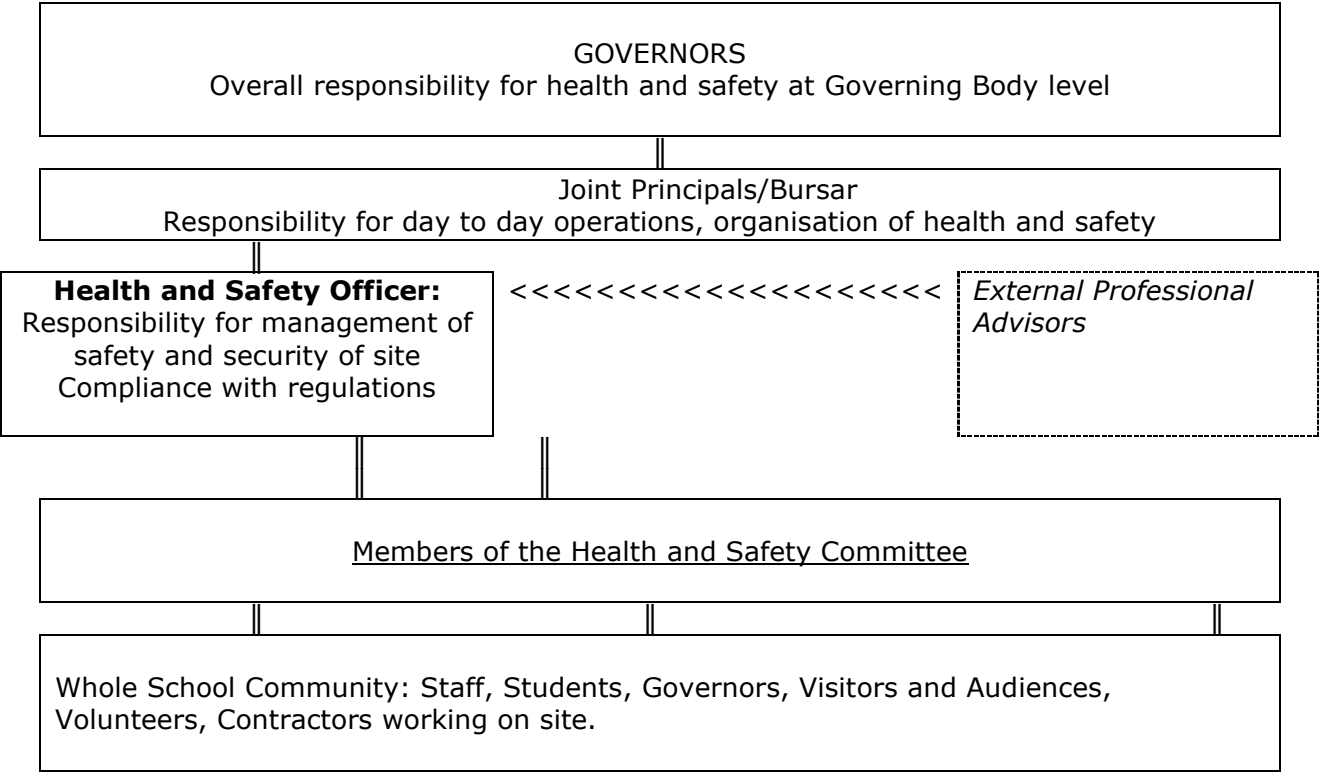 GOVERNORS
Overall responsibility for health and safety at Governing Body level
Joint Principals/Bursar
Responsibility for day to day operations, organisation of health and safety
Health and Safety Officer:
Responsibility for management of
safety and security of site
Compliance with regulations
<<<<<<<<<<<<<<<<<<<<
External Professional
Advisors
Members of the Health and Safety Committee
Whole School Community: Staff, Students, Governors, Visitors and Audiences,
Volunteers, Contractors working on site.